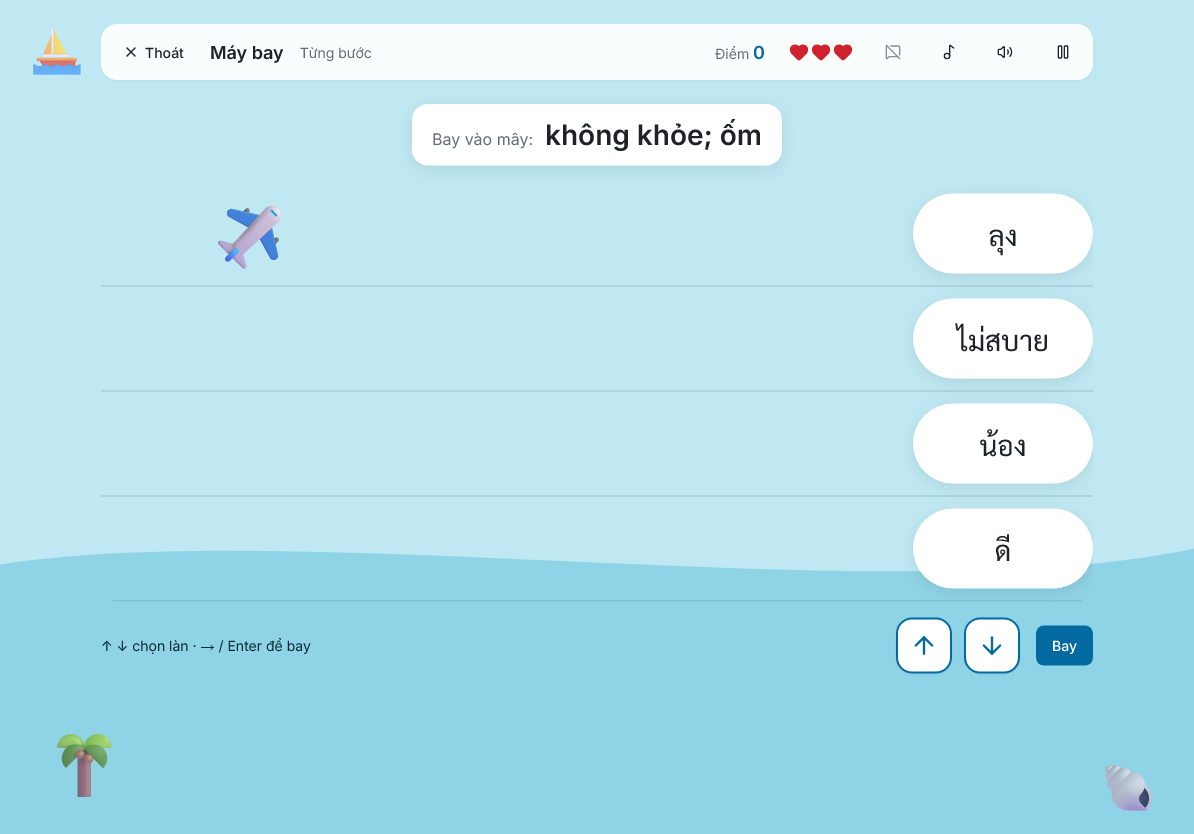 Thoát Máy bay Từng bước Điểm 0
Bay vào mây: không khỏe; ốm
ลุง
ไม่สบาย
น้อง
ดี
↑ ↓ chọn làn · → / Enter để bay
Bay